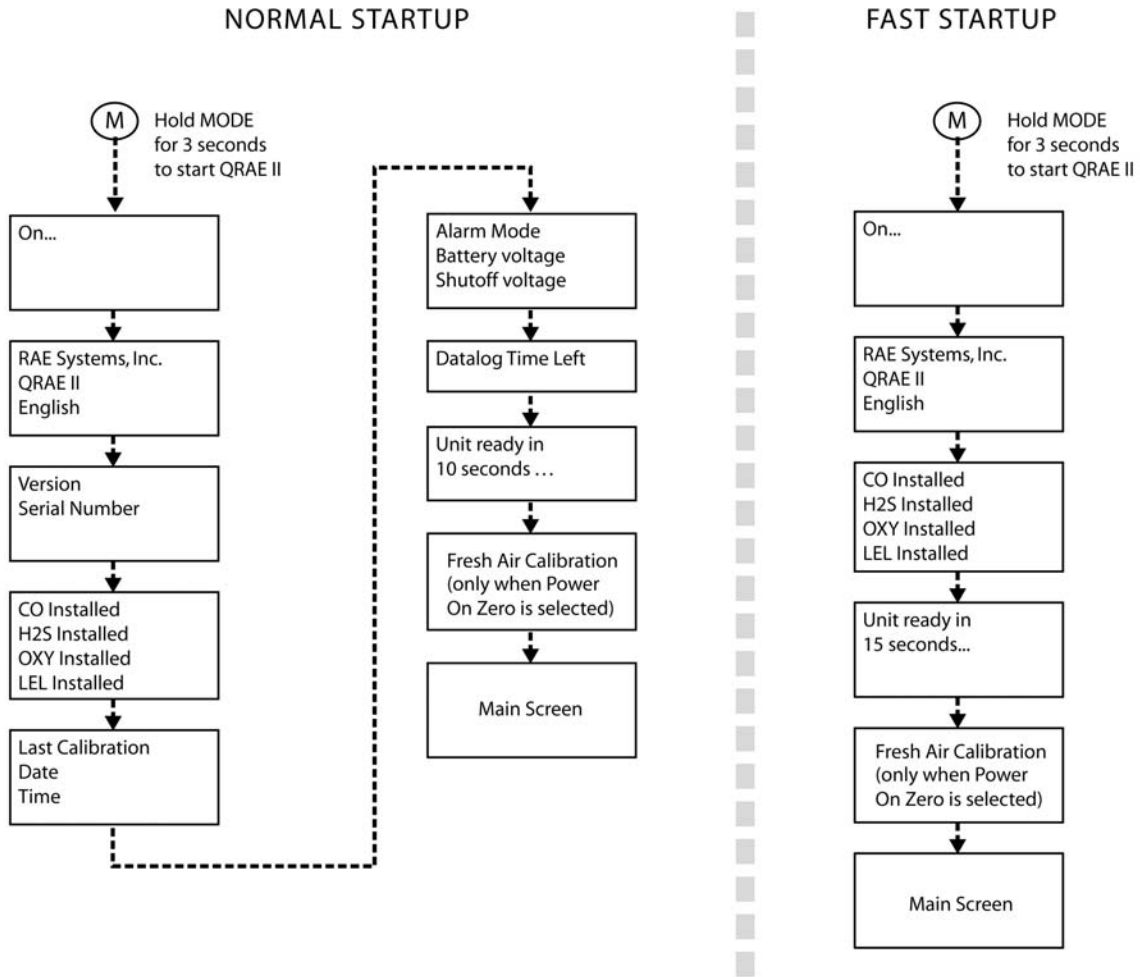 NORMAL STARTUP
M
Hold MODE
for 3 seconds
to start QRAE II
On...
RAE Systems, Inc.
QRAE II
English
Version
Serial Number
CO Installed
H2S Installed
OXY Installed
LEL Installed
Last Calibration
Date
Time
Alarm Mode
Battery voltage
Shutoff voltage
Datalog Time Left
Unit ready in
10 seconds ...
Fresh Air Calibration
(only when Power
On Zero is selected)
Main Screen
FAST STARTUP
M
Hold MODE
for 3 seconds
to start QRAE II
On...
RAE Systems, Inc.
QRAE II
English
CO Installed
H2S Installed
OXY Installed
LEL Installed
Unit ready in
15 seconds...
Fresh Air Calibration
(only when Power
On Zero is selected)
Main Screen